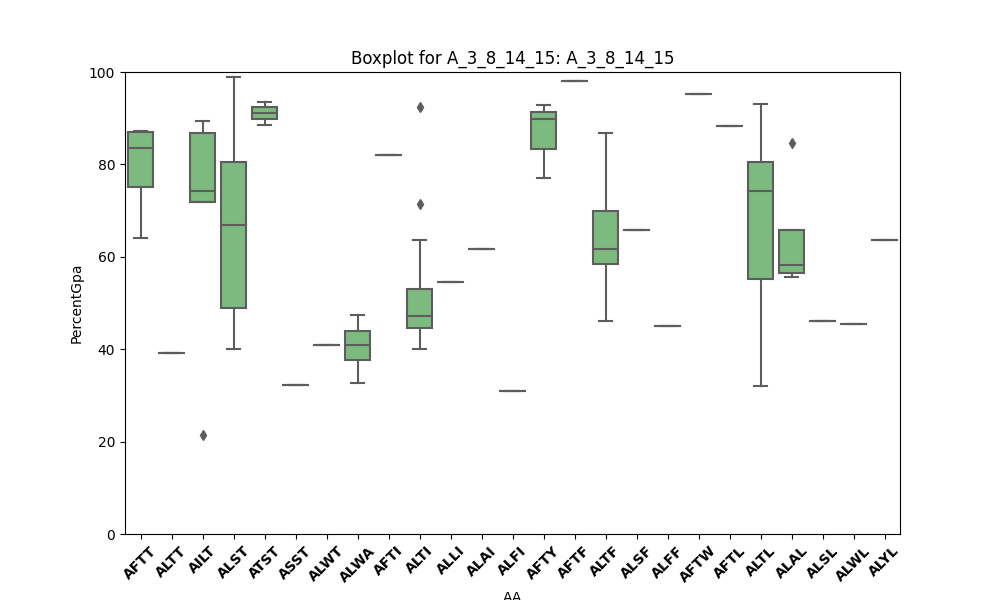 Boxplot for A_3_8_14_15: A_3_8_14_15
100
80
60
40
20
0
PercentGpa
AFTT ALTT AILT ALST ATST ASST ALWT ALWA AFTI ALTI ALLI ALAI ALFI AFTY AFTF ALTF ALSF ALFF AFTW AFTL ALTL ALAL ALSL ALWL ALYL
AA